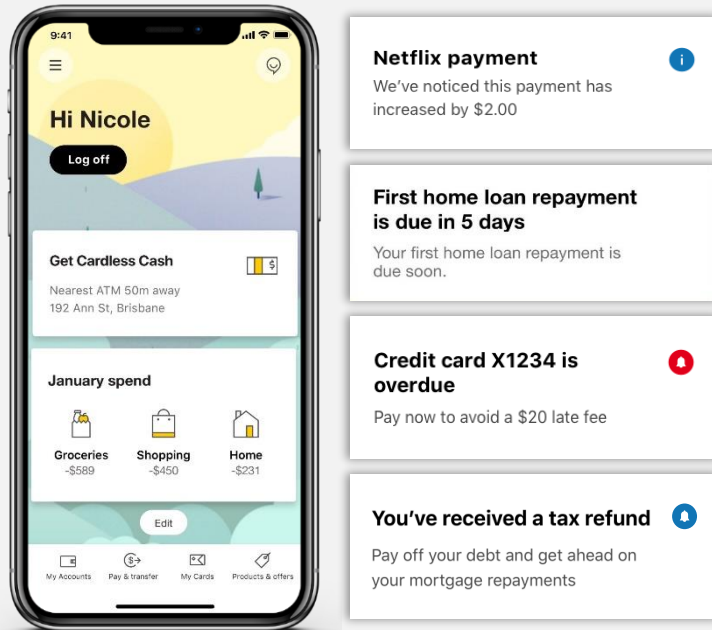 9:41
Hi Nicole
Log off
Get Cardless Cash
$
Nearest ATM 50m away
192 Ann St, Brisbane
January spend
Groceries
-$589
Shopping
-$450
Home
-$231
Edit
$
My Accounts
Pay & transfer
My Cards
Products & offers
Netflix payment
i
We’ve noticed this payment has
increased by $2.00
First home loan repayment
is due in 5 days
Your first home loan repayment is
due soon.
Credit card X1234 is
overdue
Pay now to avoid a $20 late fee
You’ve received a tax refund
Pay off your debt and get ahead on
your mortgage repayments